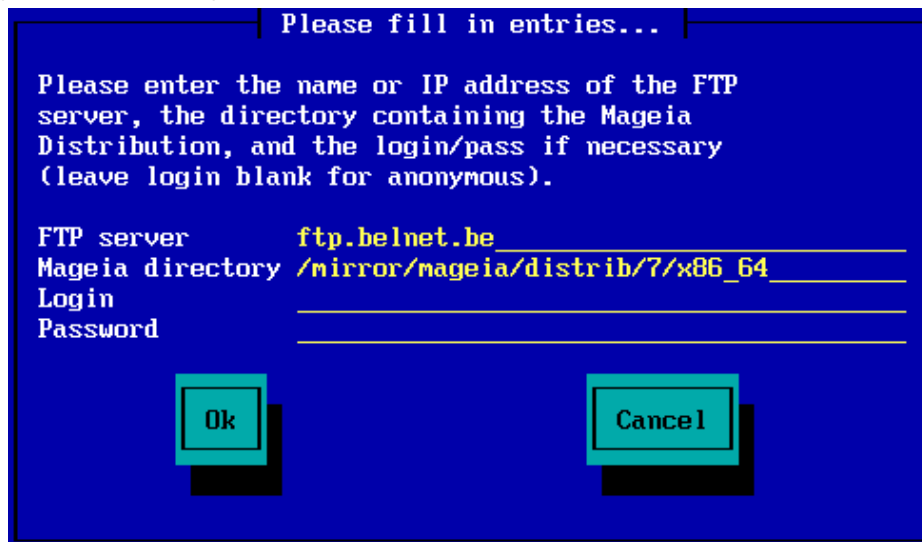 Please fill in entries...
Please enter the name or IP address of the FTP
server, the directory containing the Mageia
Distribution, and the login/pass if necessary
(leave login blank for anonymous).
FTP server ftp.belnet.be
Mageia directory /mirror/mageia/distrib/7/x86_64
Login
Password
Ok Cancel